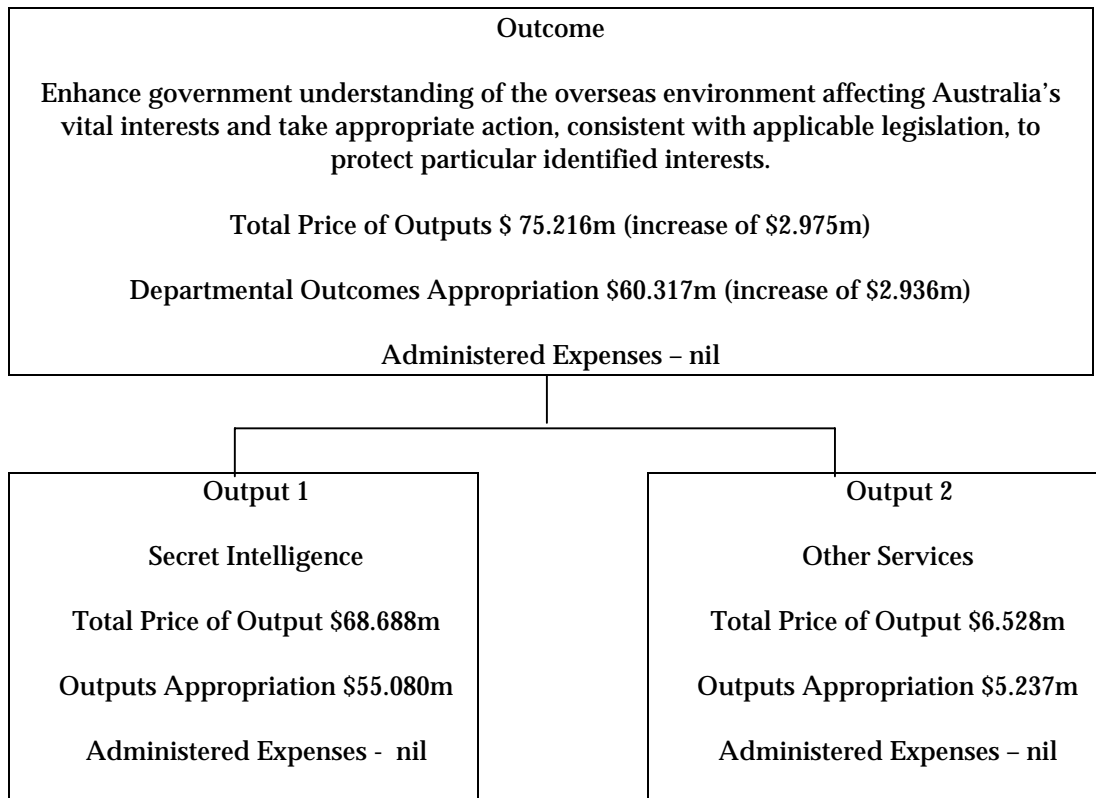 Outcome
Enhance government understanding of the overseas environment affecting Australia’s
vital interests and take appropriate action, consistent with applicable legislation, to
protect particular identified interests.
Total Price of Outputs $ 75.216m (increase of $2.975m)
Departmental Outcomes Appropriation $60.317m (increase of $2.936m)
Administered Expenses – nil
Output 1
Secret Intelligence
Total Price of Output $68.688m
Outputs Appropriation $55.080m
Administered Expenses - nil
Output 2
Other Services
Total Price of Output $6.528m
Outputs Appropriation $5.237m
Administered Expenses – nil